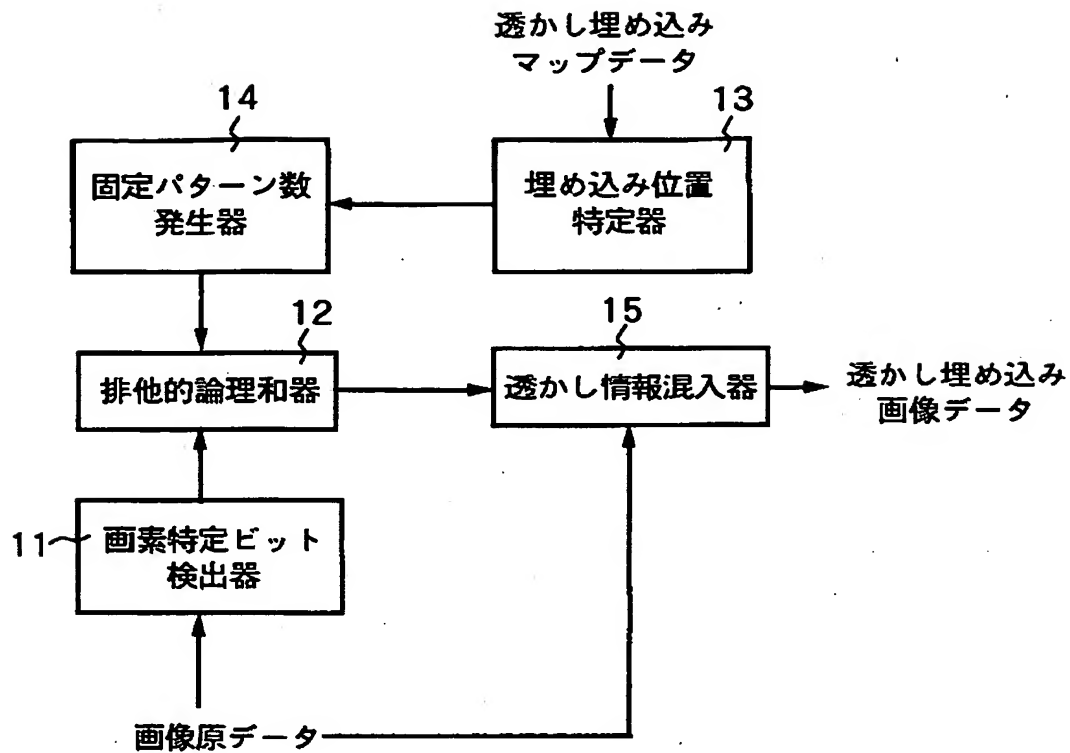 透かし埋め込み
マップデータ
14
13
固定パターン数
発生器
埋め込み位置
特定器
12
15
排他的論理和器
透かし情報混入器
透かし埋め込み
画像データ
11
画素特定ビット
検出器
画像原データ